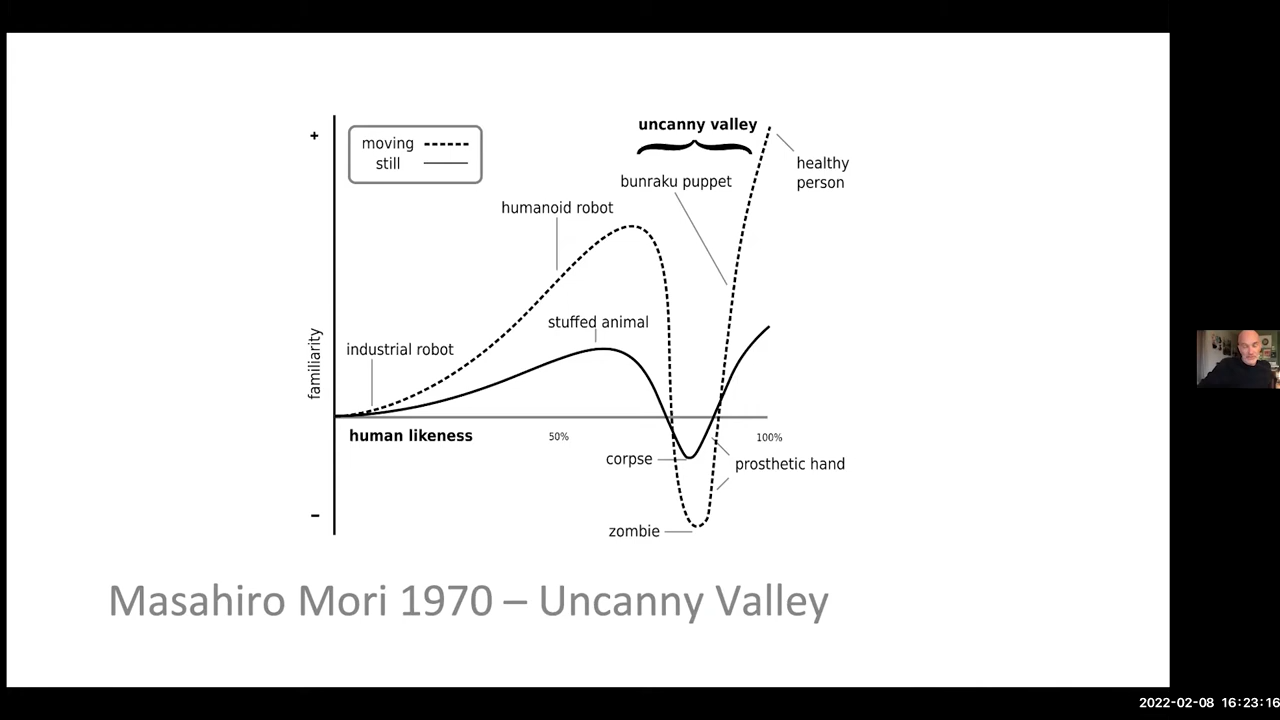 +
moving
still
uncanny valley
healthy
person
bunraku puppet
humanoid robot
stuffed animal
industrial robot
familiarity
human likeness
50%
100%
corpse
prosthetic hand
–
zombie
Masahiro Mori 1970 – Uncanny Valley
2022-02-08 16:23:16